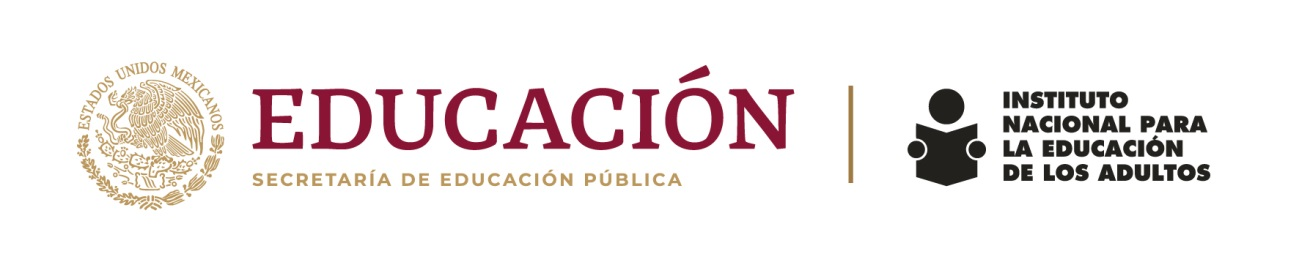 ESTADOS UNIDOS MEXICANOS
EDUCACIÓN
SECRETARÍA DE EDUCACIÓN PÚBLICA
INSTITUTO
NACIONAL PARA
LA EDUCACIÓN
DE LOS ADULTOS